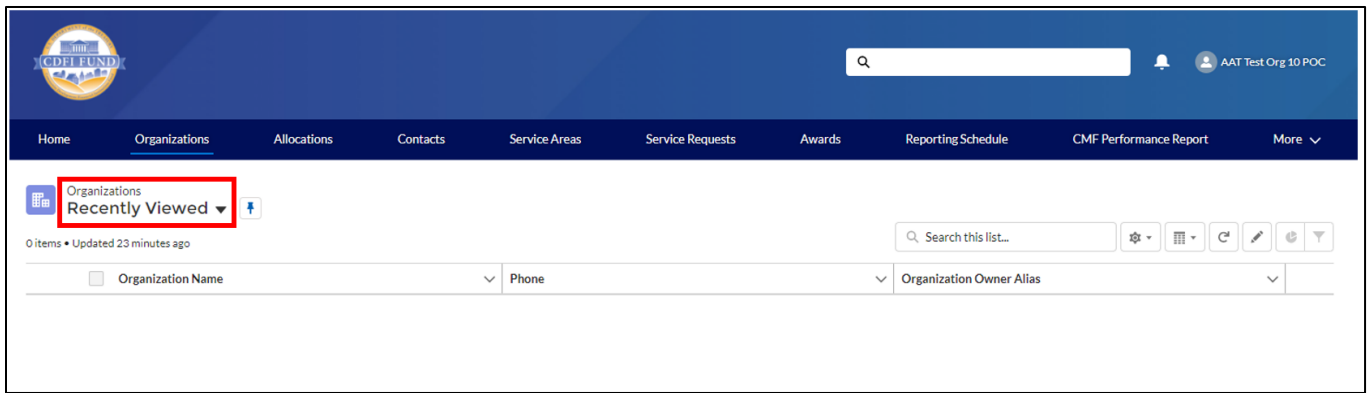 CDFI FUND
AAT Test Org 10 POC
Home Organizations Allocations Contacts Service Areas Service Requests Awards Reporting Schedule CMF Performance Report More
Organizations
Recently Viewed
0 items • Updated 23 minutes ago
Search this list...
Organization Name Phone Organization Owner Alias